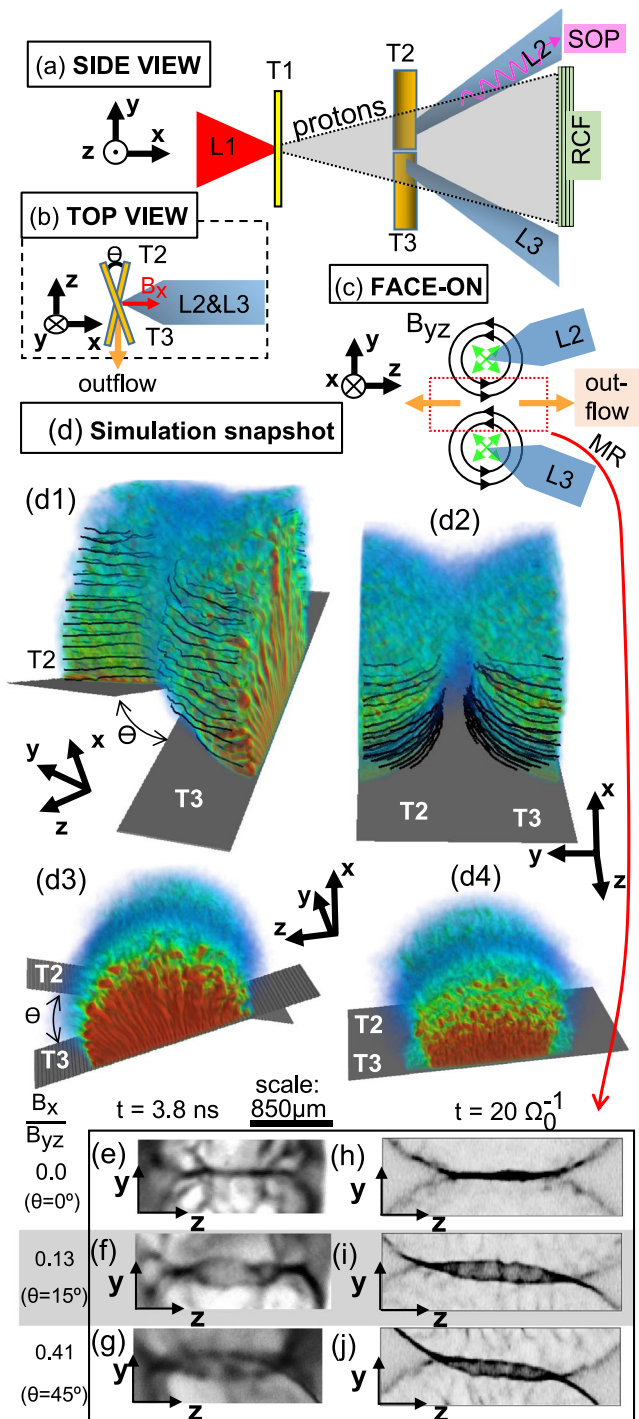 (a) SIDE VIEW
y
z
x
L1
T1
protons
T2
L2
SOP
RCF
T3
L3
(b) TOP VIEW
Θ
T2
z
Bx
L2&L3
y
x
T3
outflow
(c) FACE-ON
Byz
L2
y
x
z
out-
flow
L3
MR
(d) Simulation snapshot
(d1)
T2
Θ
x
y
z
T3
(d2)
T2
T3
x
y
z
(d3)
x
y
z
T2
Θ
T3
(d4)
T2
T3
Bx
Byz
t = 3.8 ns
scale:
850μm
t = 20 Ω0-1
0.0
(θ=0º)
(e)
y
z
(h)
y
z
0.13
(θ=15º)
(f)
y
z
(i)
y
z
0.41
(θ=45º)
(g)
y
z
(j)
y
z